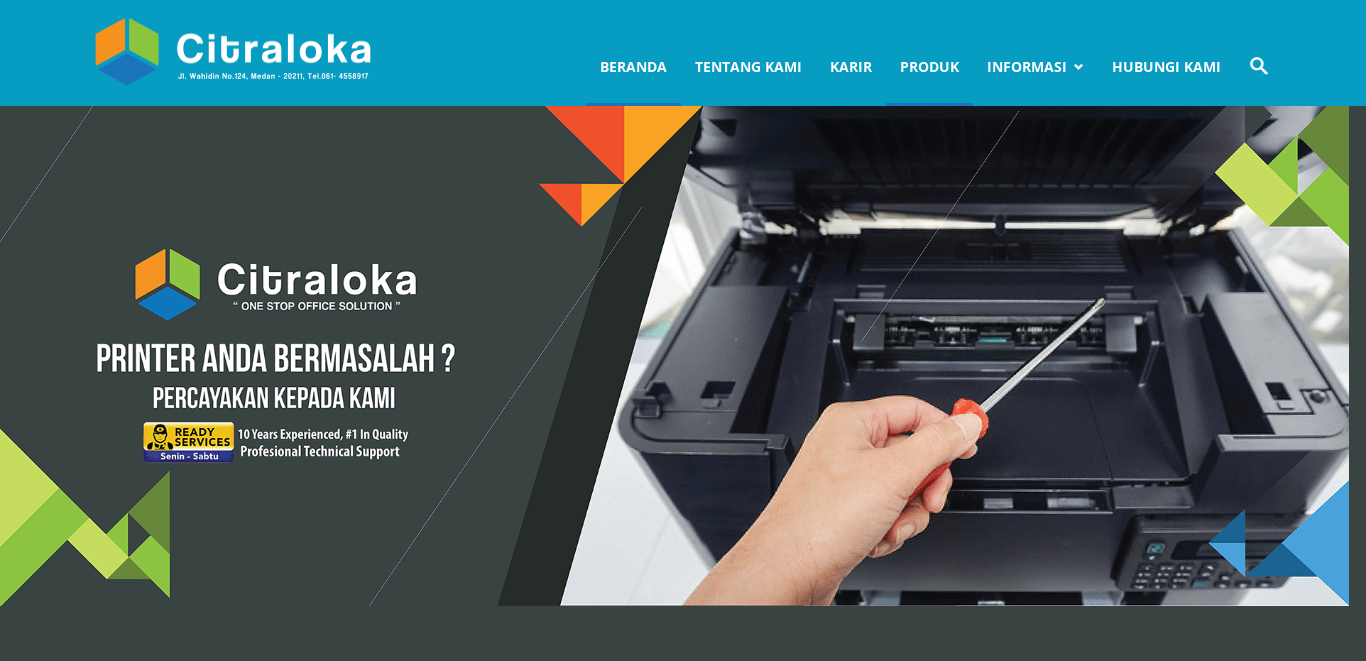 Citraloka
Jl. Wahidin No.124, Medan - 20211, Tel.061- 4558917
BERANDA TENTANG KAMI KARIR PRODUK INFORMASI HUBUNGI KAMI
Citraloka
“ ONE STOP OFFICE SOLUTION ”
PRINTER ANDA BERMASALAH ?
PERCAYAKAN KEPADA KAMI
READY SERVICES
Senin - Sabtu
10 Years Experienced, #1 In Quality
Profesional Technical Support